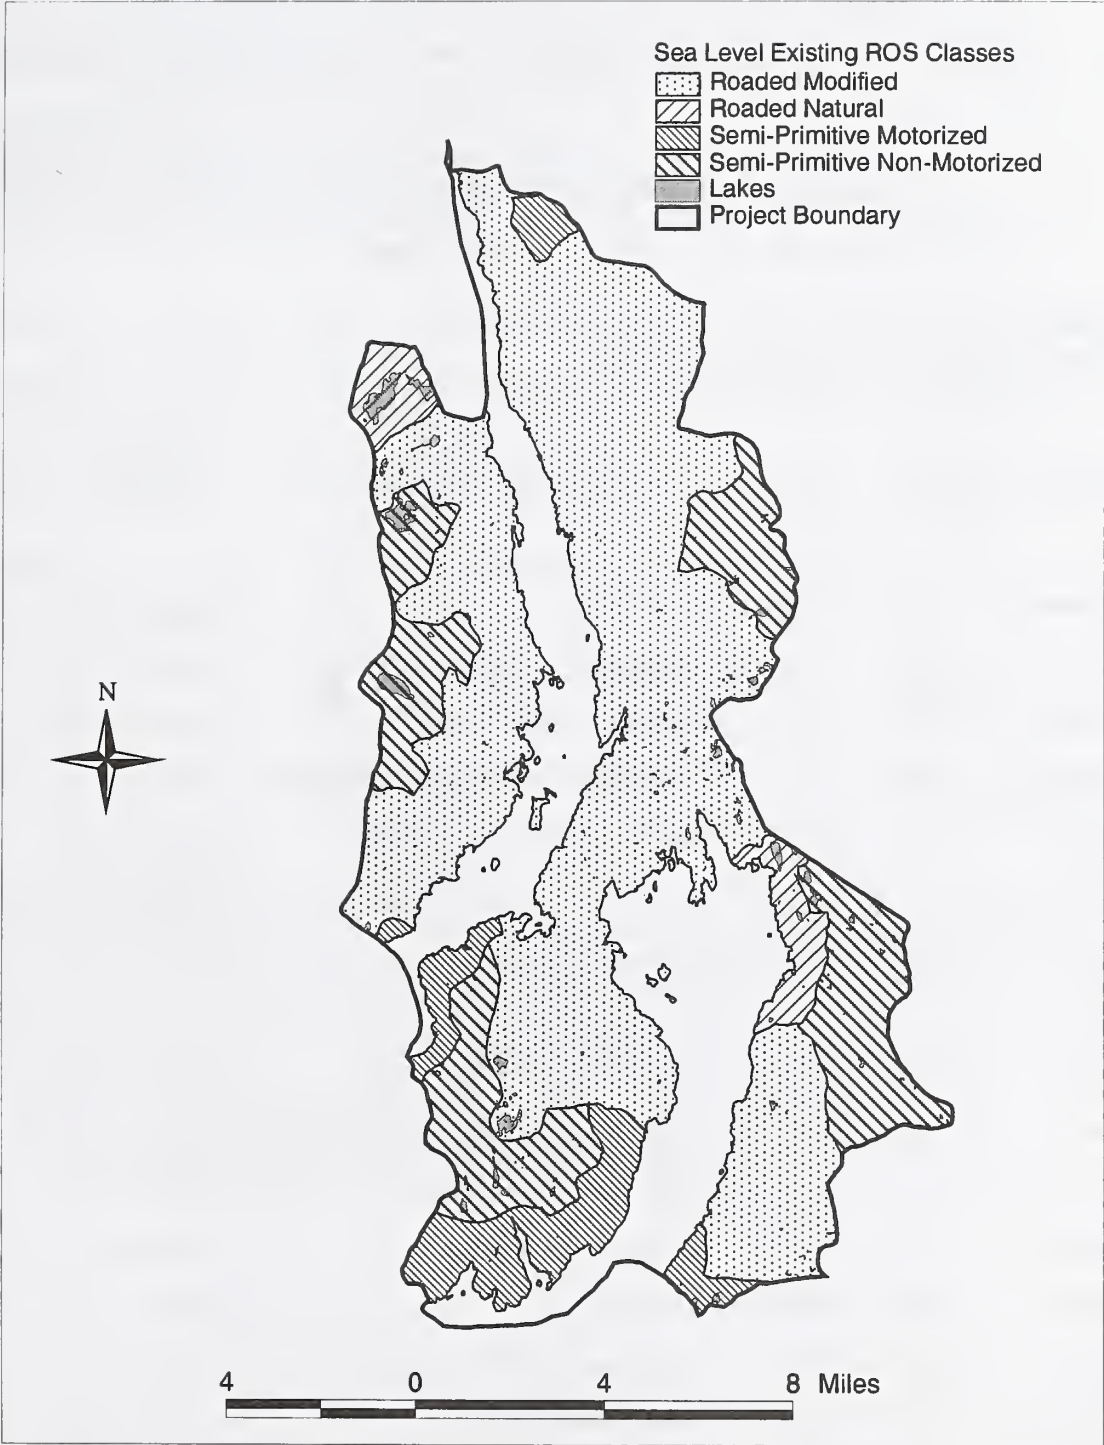 Sea Level Existing ROS Classes
Roaded Modified
Roaded Natural
Semi-Primitive Motorized
Semi-Primitive Non-Motorized
Lakes
Project Boundary
N
4 0 4 8 Miles